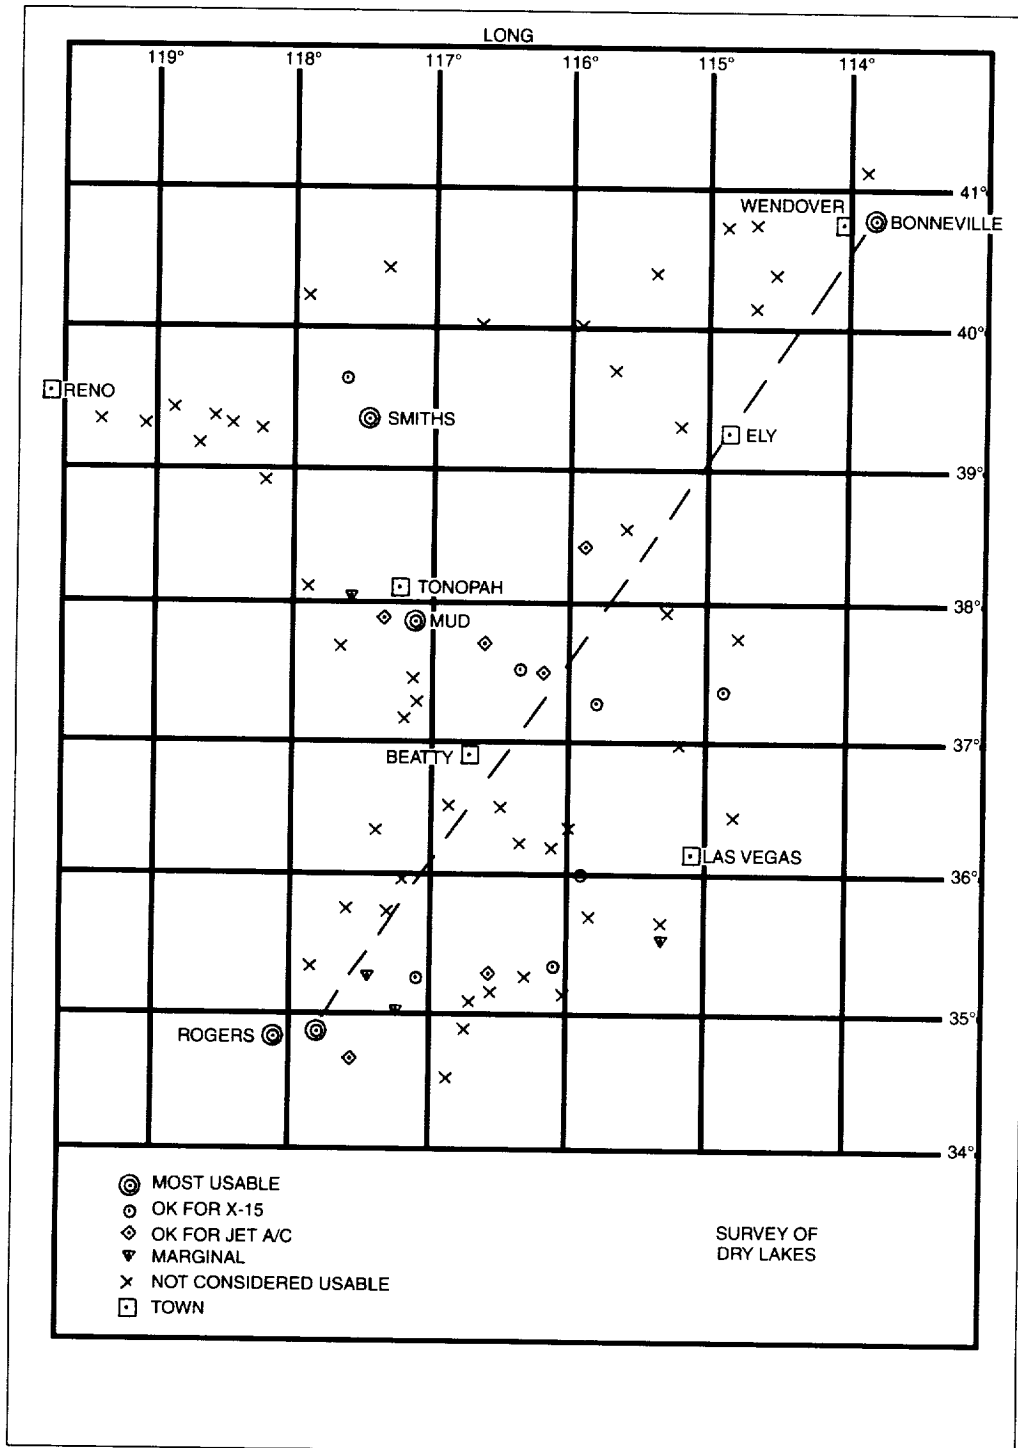 LONG
119° 118° 117° 116° 115° 114°
41°
WENDOVER
BONNEVILLE
40°
RENO
SMITHS
ELY
39°
TONOPAH
38°
MUD
37°
BEATTY
LAS VEGAS
36°
35°
ROGERS
34°
MOST USABLE
OK FOR X-15
OK FOR JET A/C
MARGINAL
NOT CONSIDERED USABLE
TOWN
SURVEY OF
DRY LAKES